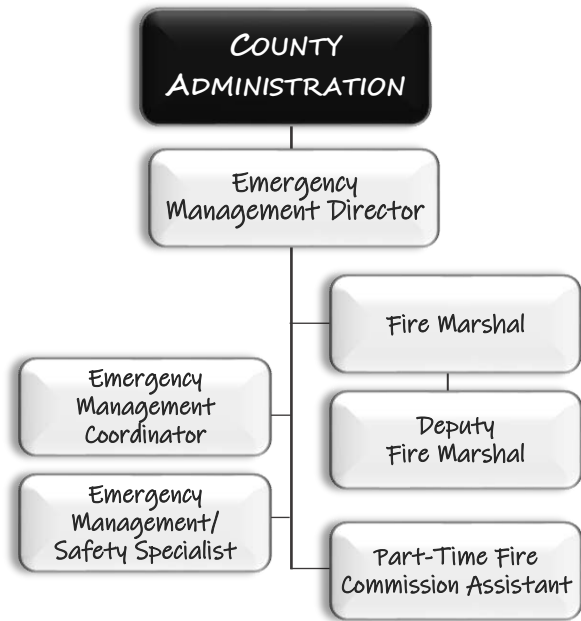 COUNTY
ADMINISTRATION
Emergency
Management Director
Fire Marshal
Emergency
Management
Coordinator
Deputy
Fire Marshal
Emergency
Management/
Safety Specialist
Part-Time Fire
Commission Assistant